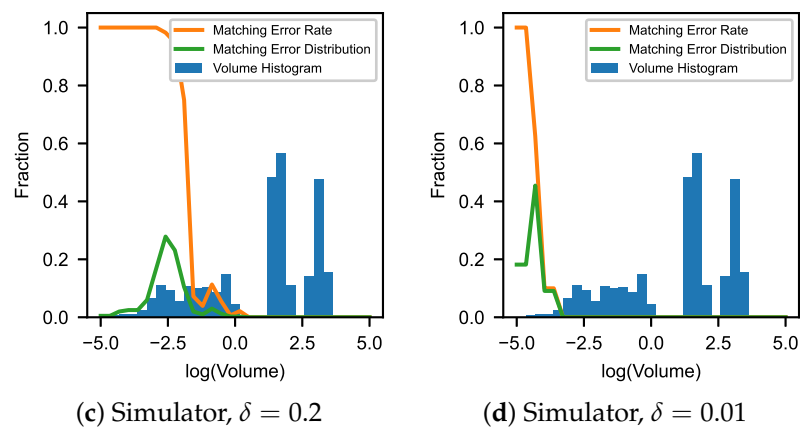 1.0
0.8
0.6
0.4
0.2
0.0
Fraction
Matching Error Rate
Matching Error Distribution
Volume Histogram
−5.0 −2.5 0.0 2.5 5.0
log(Volume)
(c) Simulator, δ = 0.2
1.0
0.8
0.6
0.4
0.2
0.0
Fraction
Matching Error Rate
Matching Error Distribution
Volume Histogram
−5.0 −2.5 0.0 2.5 5.0
log(Volume)
(d) Simulator, δ = 0.01